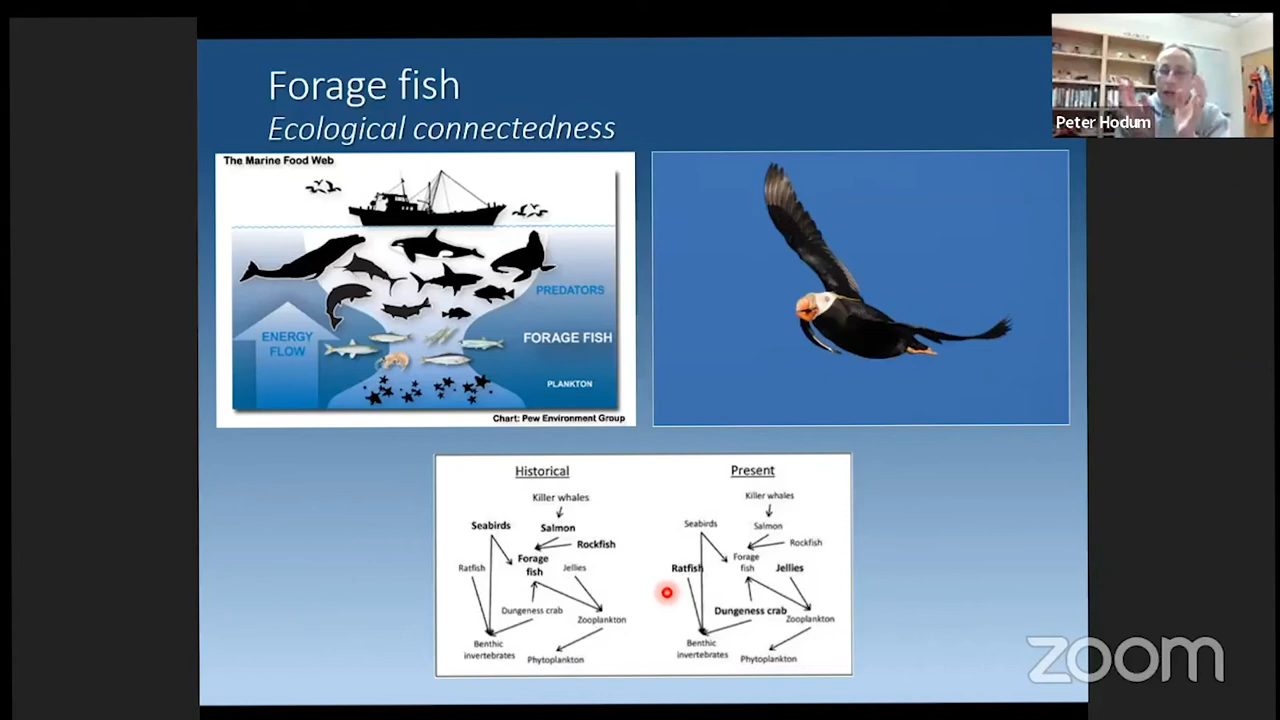 Forage fish
Ecological connectedness
Peter Hodum
The Marine Food Web
PREDATORS
ENERGY
FLOW
FORAGE FISH
PLANKTON
Chart: Pew Environment Group
Historical
Killer whales
Seabirds
Salmon
Rockfish
Forage
fish
Ratfish
Jellies
Dungeness crab
Zooplankton
Benthic
invertebrates
Phytoplankton
Present
Killer whales
Seabirds
Salmon
Rockfish
Forage
fish
Ratfish
Jellies
Dungeness crab
Zooplankton
Benthic
invertebrates
Phytoplankton
zoom